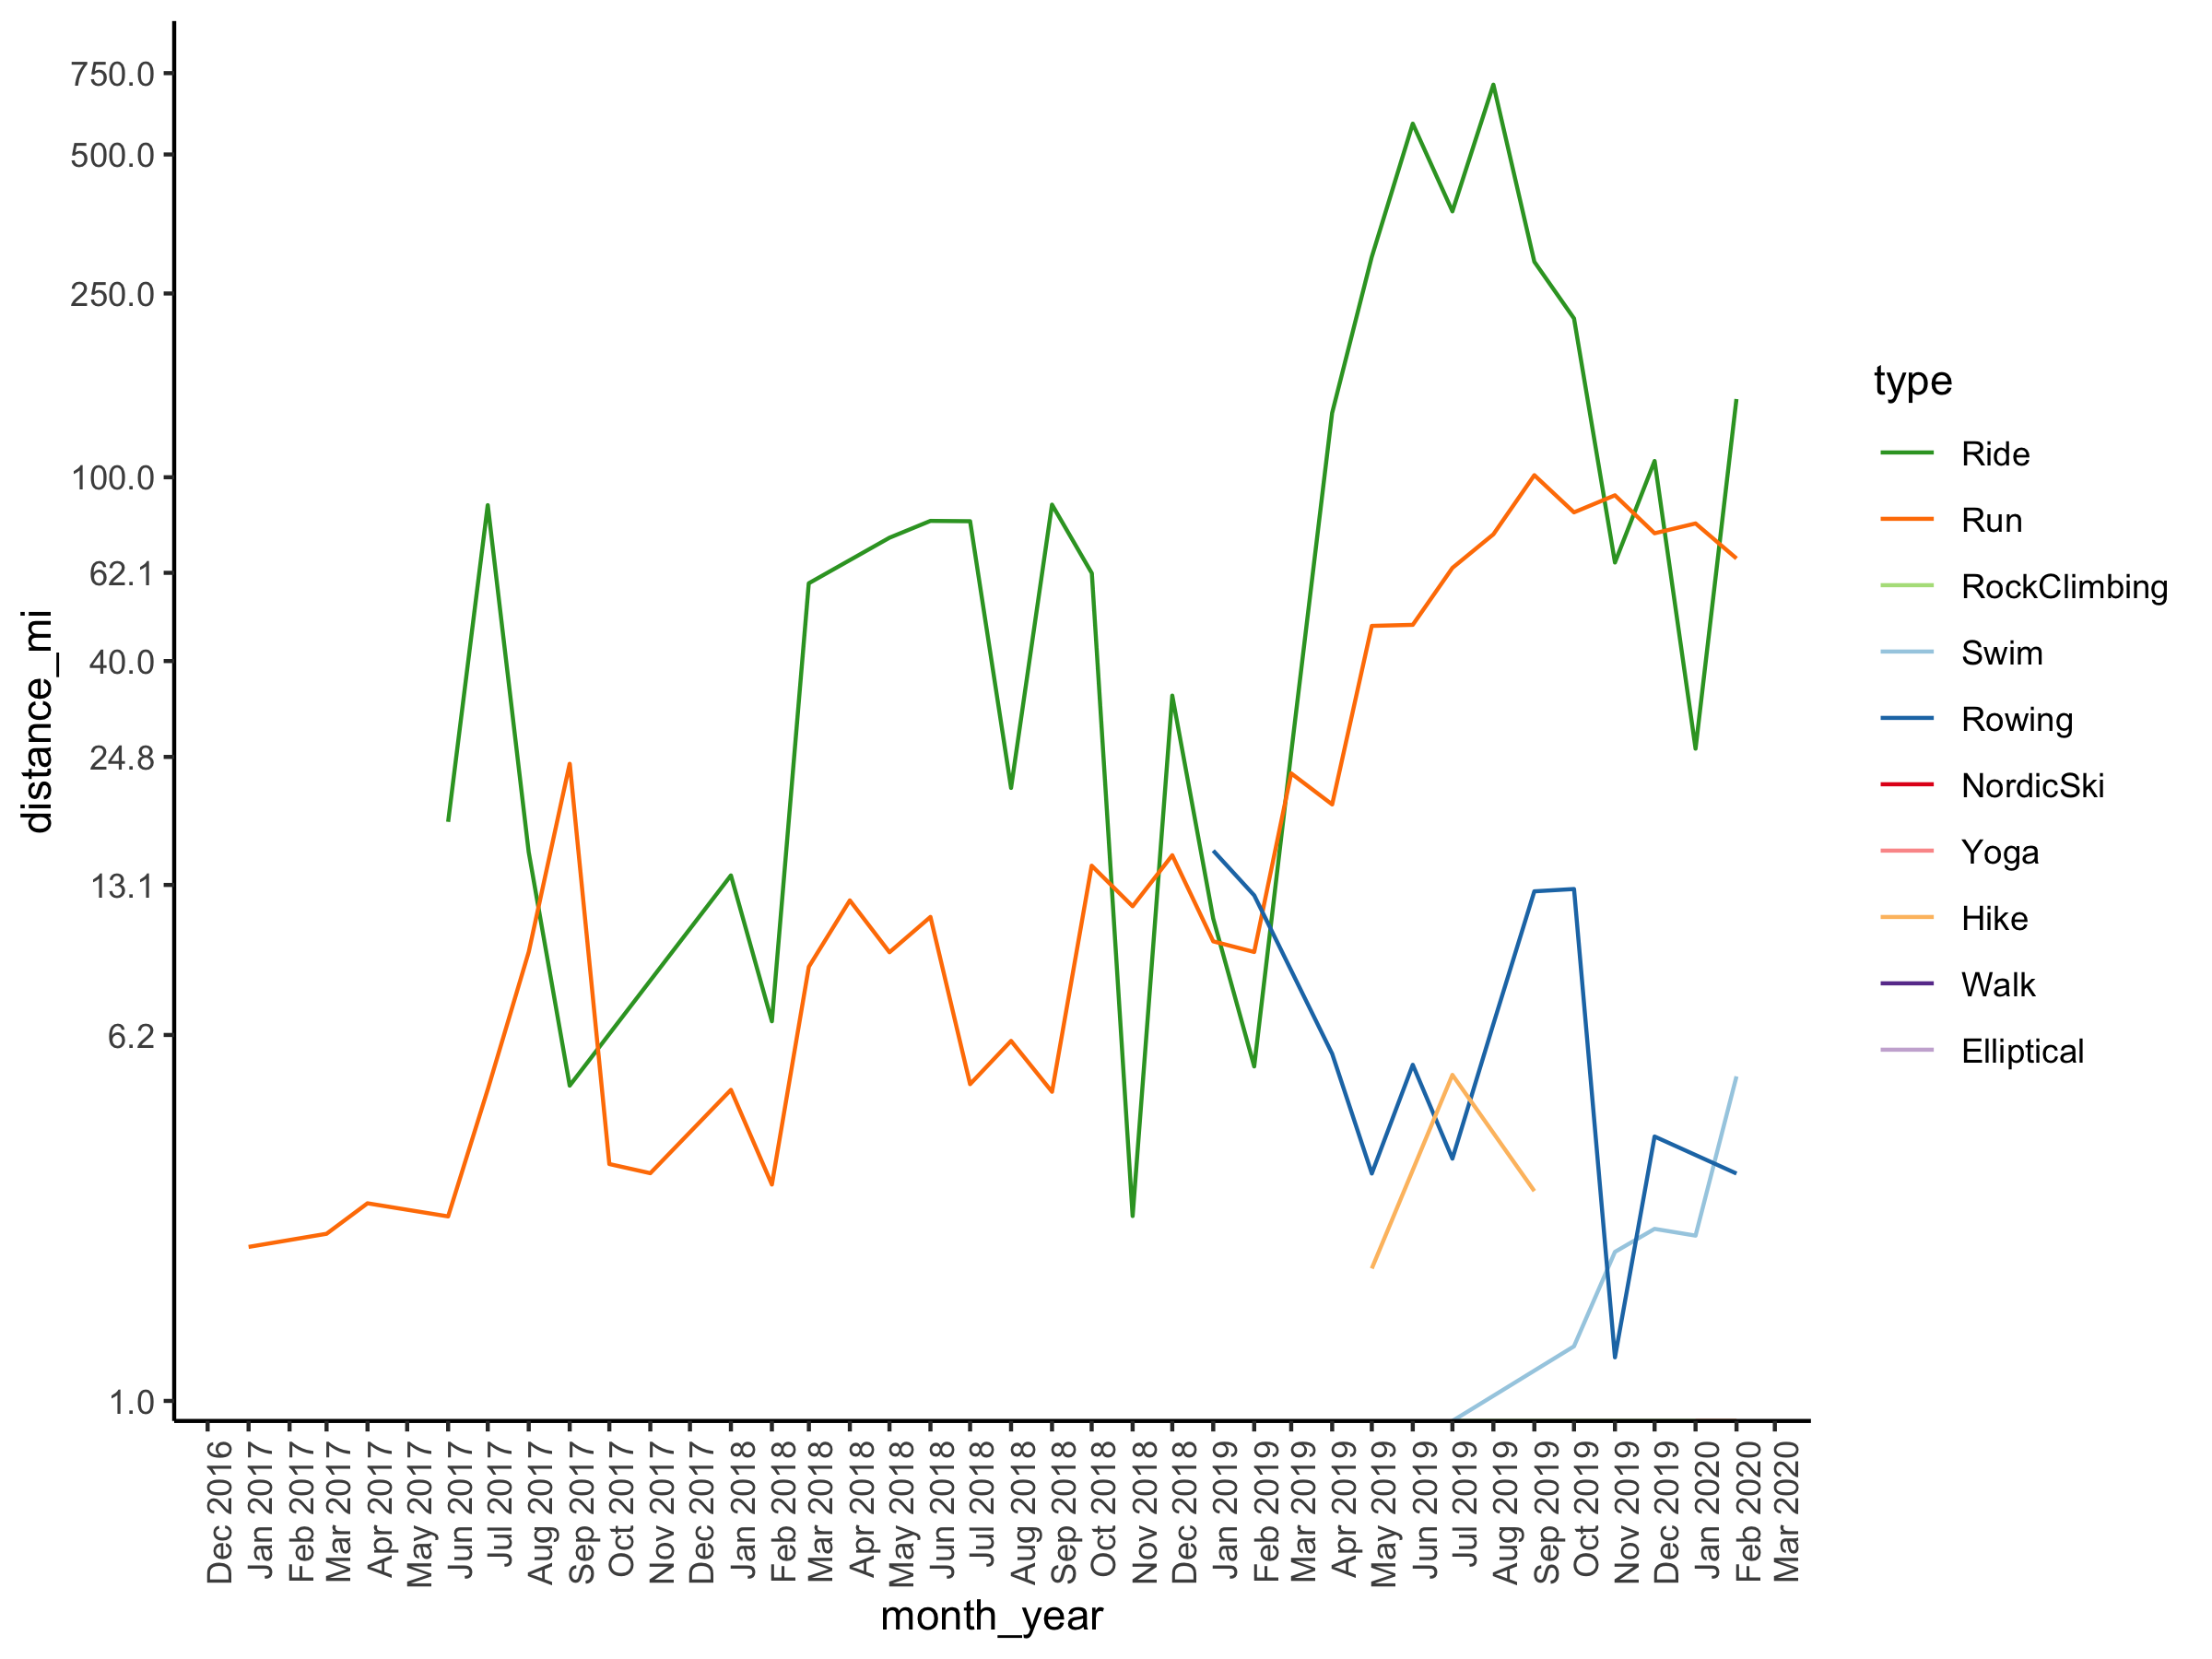 distance_mi
750.0
500.0
250.0
100.0
62.1
40.0
24.8
13.1
6.2
1.0
Dec 2016
Jan 2017
Feb 2017
Mar 2017
Apr 2017
May 2017
Jun 2017
Jul 2017
Aug 2017
Sep 2017
Oct 2017
Nov 2017
Dec 2017
Jan 2018
Feb 2018
Mar 2018
Apr 2018
May 2018
Jun 2018
Jul 2018
Aug 2018
Sep 2018
Oct 2018
Nov 2018
Dec 2018
Jan 2019
Feb 2019
Mar 2019
Apr 2019
May 2019
Jun 2019
Jul 2019
Aug 2019
Sep 2019
Oct 2019
Nov 2019
Dec 2019
Jan 2020
Feb 2020
Mar 2020
month_year
type
Ride
Run
RockClimbing
Swim
Rowing
NordicSki
Yoga
Hike
Walk
Elliptical